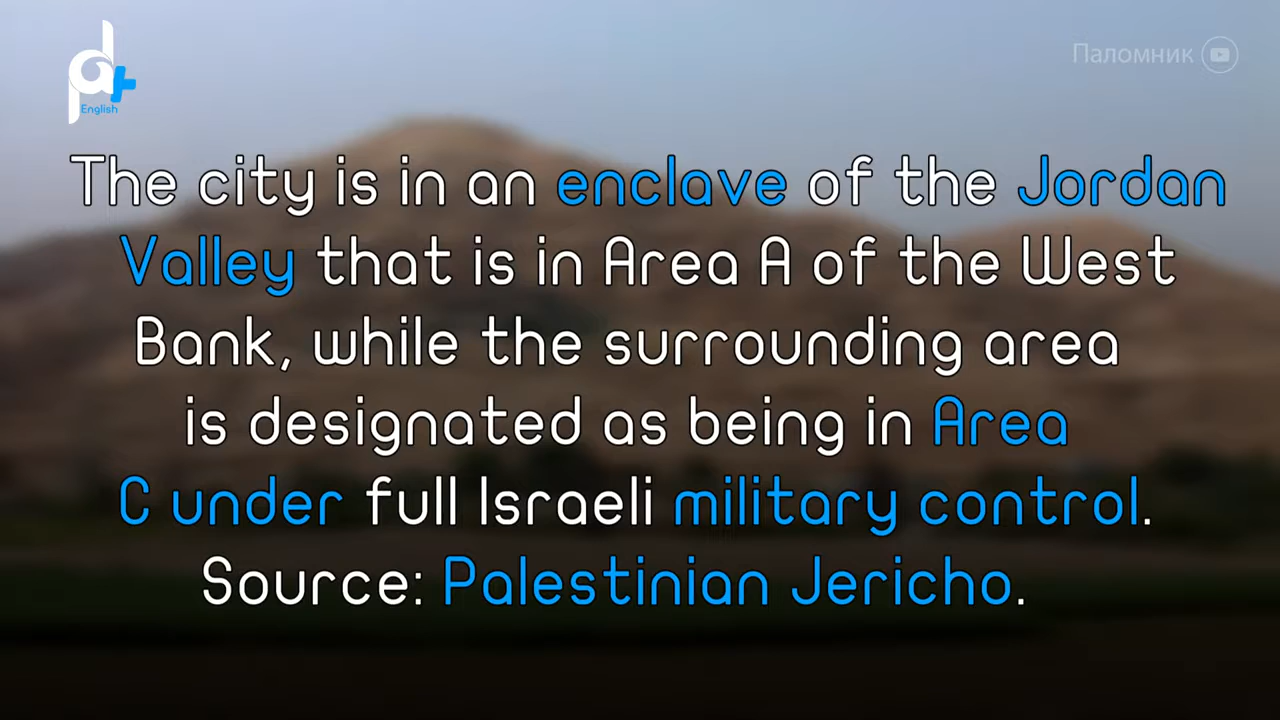 pd+
English
Паломник
The city is in an enclave of the Jordan
Valley that is in Area A of the West
Bank, while the surrounding area
is designated as being in Area
C under full Israeli military control.
Source: Palestinian Jericho.